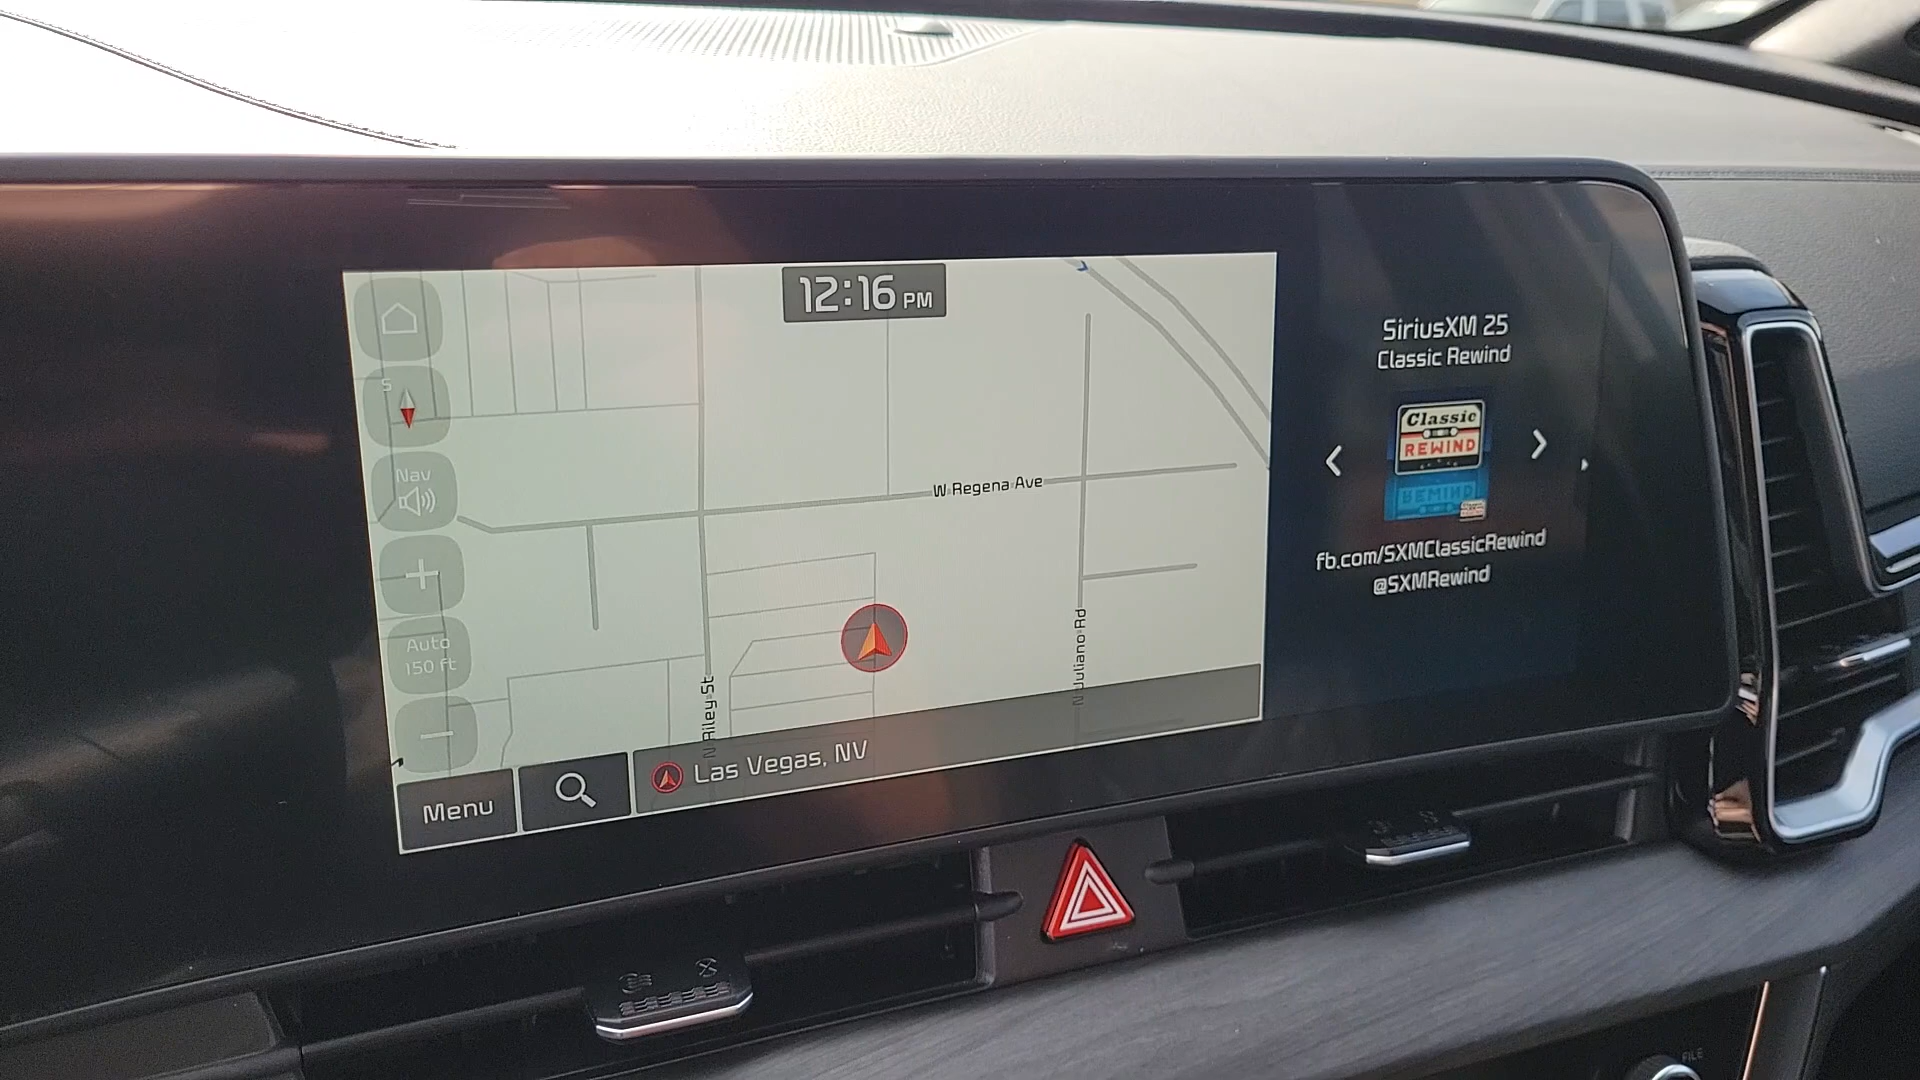 12:16 PM
S
Nav
Auto
150 ft
W Regena Ave
N Riley St
N Juliano Rd
Menu
Las Vegas, NV
SiriusXM 25
Classic Rewind
Classic
REWIND
REWIND
fb.com/SXMClassicRewind
@SXMRewind
FILE